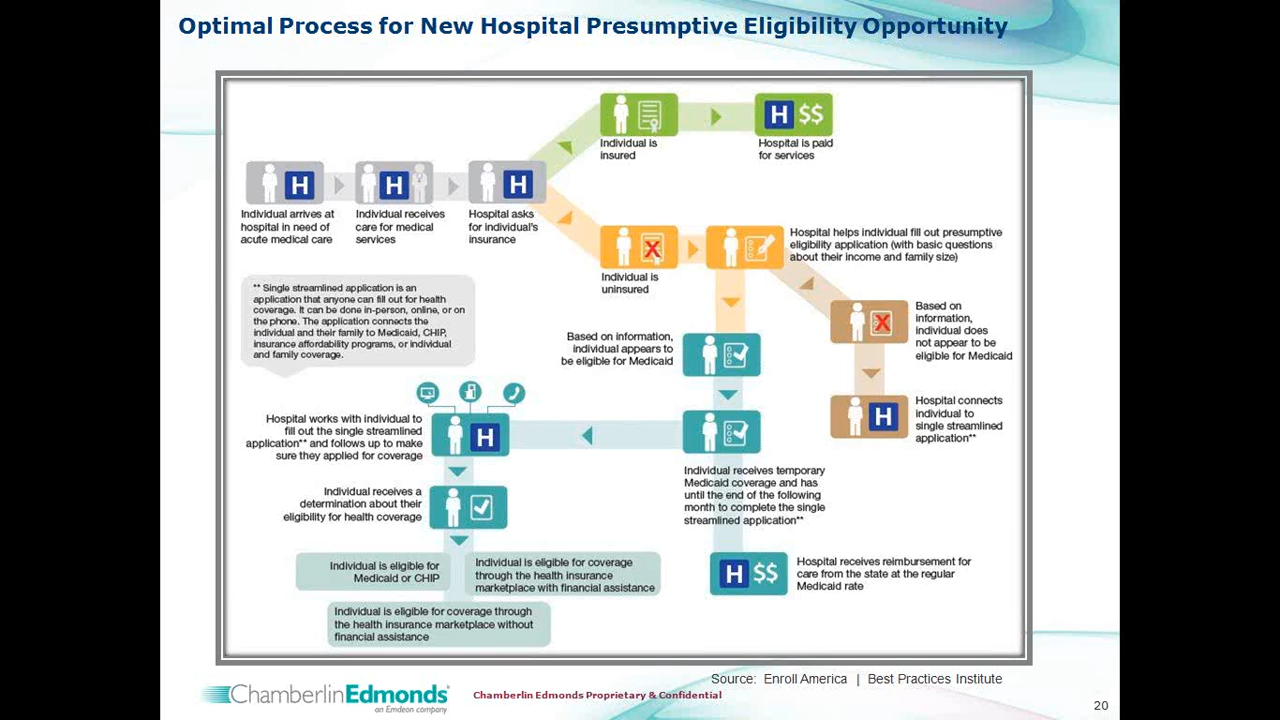 Optimal Process for New Hospital Presumptive Eligibility Opportunity
H $$
Individual is
insured
Hospital is paid
for services
H
H
H
Individual arrives at
hospital in need of
acute medical care
Individual receives
care for medical
services
Hospital asks
for individual's
insurance
X
Individual is
uninsured
Hospital helps individual fill out presumptive
eligibility application (with basic questions
about their income and family size)
** Single streamlined application is an
application that anyone can fill out for health
coverage. It can be done in-person, online, or on
the phone. The application connects the
individual and their family to Medicaid, CHIP,
insurance affordability programs, or individual
and family coverage.
Based on information,
individual appears to
be eligible for Medicaid
X
Based on
information,
individual does
not appear to be
eligible for Medicaid
H
Hospital connects
individual to
single streamlined
application**
Hospital works with individual to
fill out the single streamlined
application** and follows up to make
sure they applied for coverage
H
Individual receives temporary
Medicaid coverage and has
until the end of the following
month to complete the single
streamlined application**
Individual receives a
determination about their
eligibility for health coverage
Individual is eligible for
Medicaid or CHIP
Individual is eligible for coverage
through the health insurance
marketplace with financial assistance
Individual is eligible for coverage through
the health insurance marketplace without
financial assistance
H $$
Hospital receives reimbursement for
care from the state at the regular
Medicaid rate
Source: Enroll America | Best Practices Institute
ChamberlinEdmonds
an Emdeon company
Chamberlin Edmonds Proprietary & Confidential
20